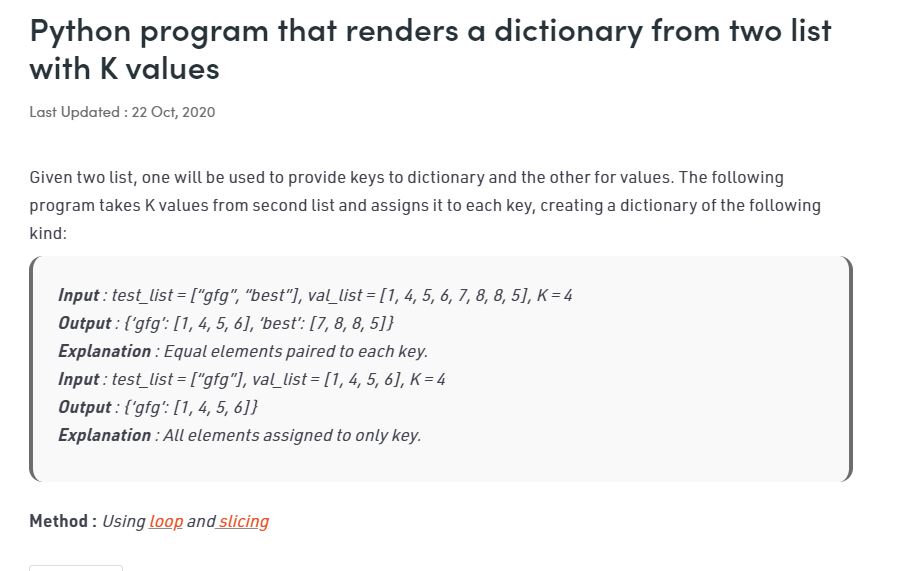 Python program that renders a dictionary from two list
with K values
Last Updated : 22 Oct, 2020
Given two list, one will be used to provide keys to dictionary and the other for values. The following
program takes K values from second list and assigns it to each key, creating a dictionary of the following
kind:
Input : test_list = [“gfg”, “best”], val_list = [1, 4, 5, 6, 7, 8, 8, 5], K = 4
Output : {‘gfg’: [1, 4, 5, 6], ‘best’: [7, 8, 8, 5]}
Explanation : Equal elements paired to each key.
Input : test_list = [“gfg”], val_list = [1, 4, 5, 6], K = 4
Output : {‘gfg’: [1, 4, 5, 6]}
Explanation : All elements assigned to only key.
Method : Using loop and slicing